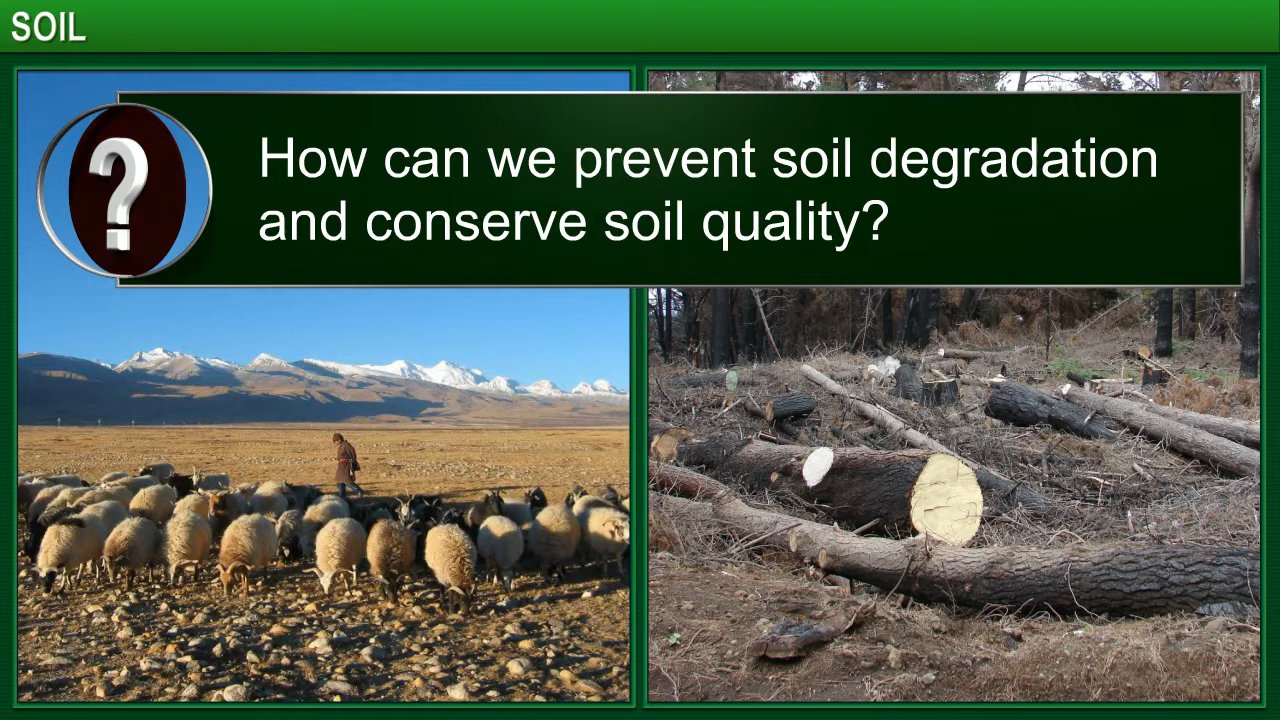 SOIL
?
How can we prevent soil degradation
and conserve soil quality?